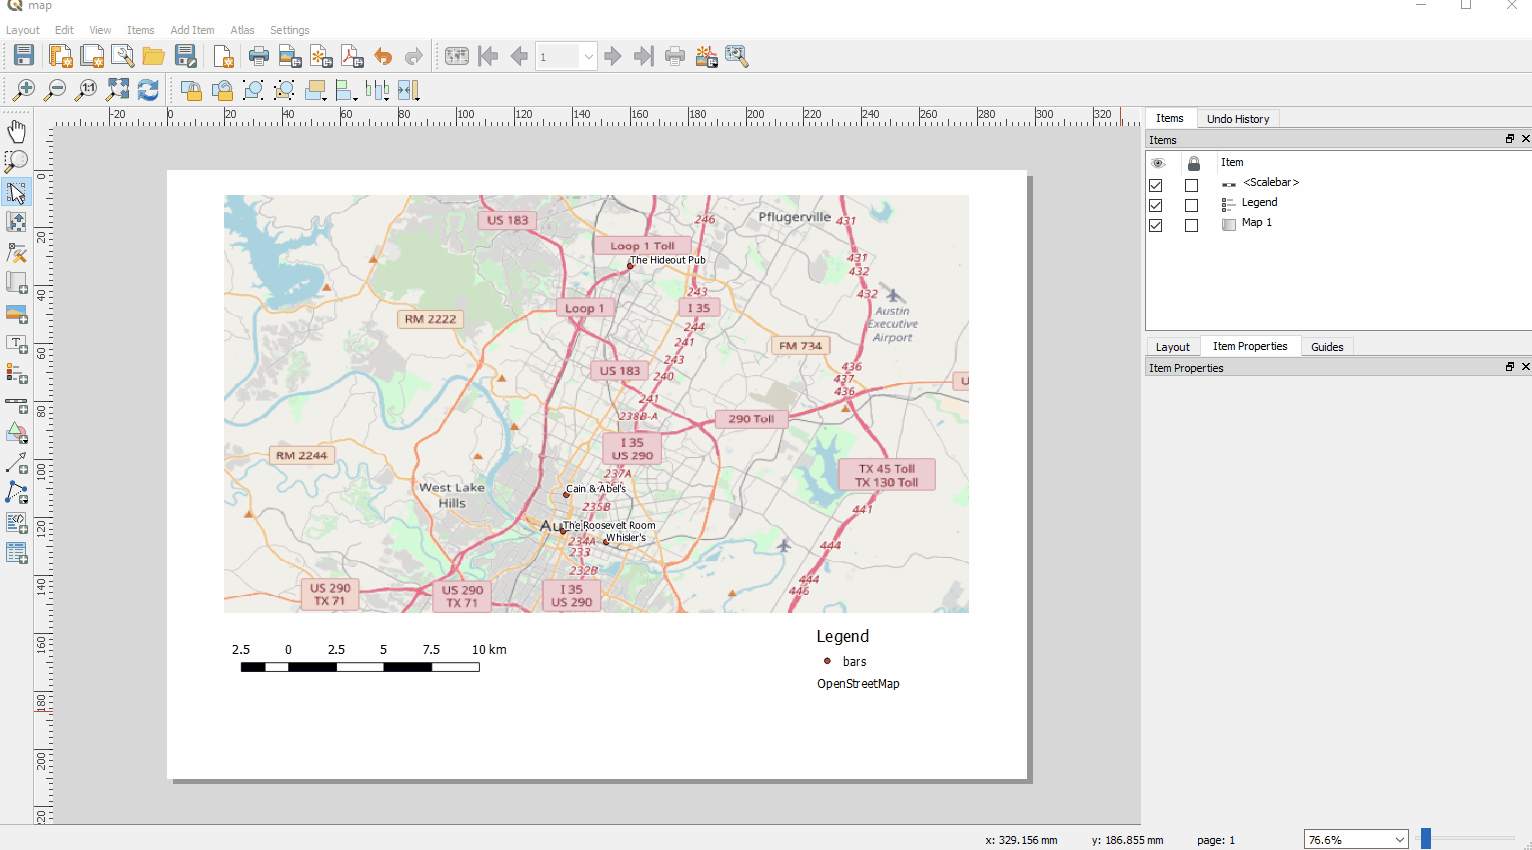 map
Layout Edit View Items Add Item Atlas Settings
1
-20 0 20 40 60 80 100 120 140 160 180 200 220 240 260 280 300 320
0
20
40
60
80
100
120
140
160
180
200
220
US 183
246
Pflugerville
431
Loop 1 Toll
The Hideout Pub
431
432
243
432
Loop 1
I 35
Austin
Executive
Airport
RM 2222
244
241
FM 734
243
US 183
240
436
437
436
U
241
238B-A
290 Toll
I 35
US 290
RM 2244
237A
TX 45 Toll
TX 130 Toll
West Lake
Hills
Cain & Abel's
235B
441
Au
The Roosevelt Room
Whisler's
234A
233
444
232B
444
446
US 290
TX 71
US 290
TX 71
I 35
US 290
2.5 0 2.5 5 7.5 10 km
Legend
bars
OpenStreetMap
Items Undo History
Items
Item
<Scalebar>
Legend
Map 1
Layout Item Properties Guides
Item Properties
x: 329.156 mm y: 186.855 mm page: 1 76.6%